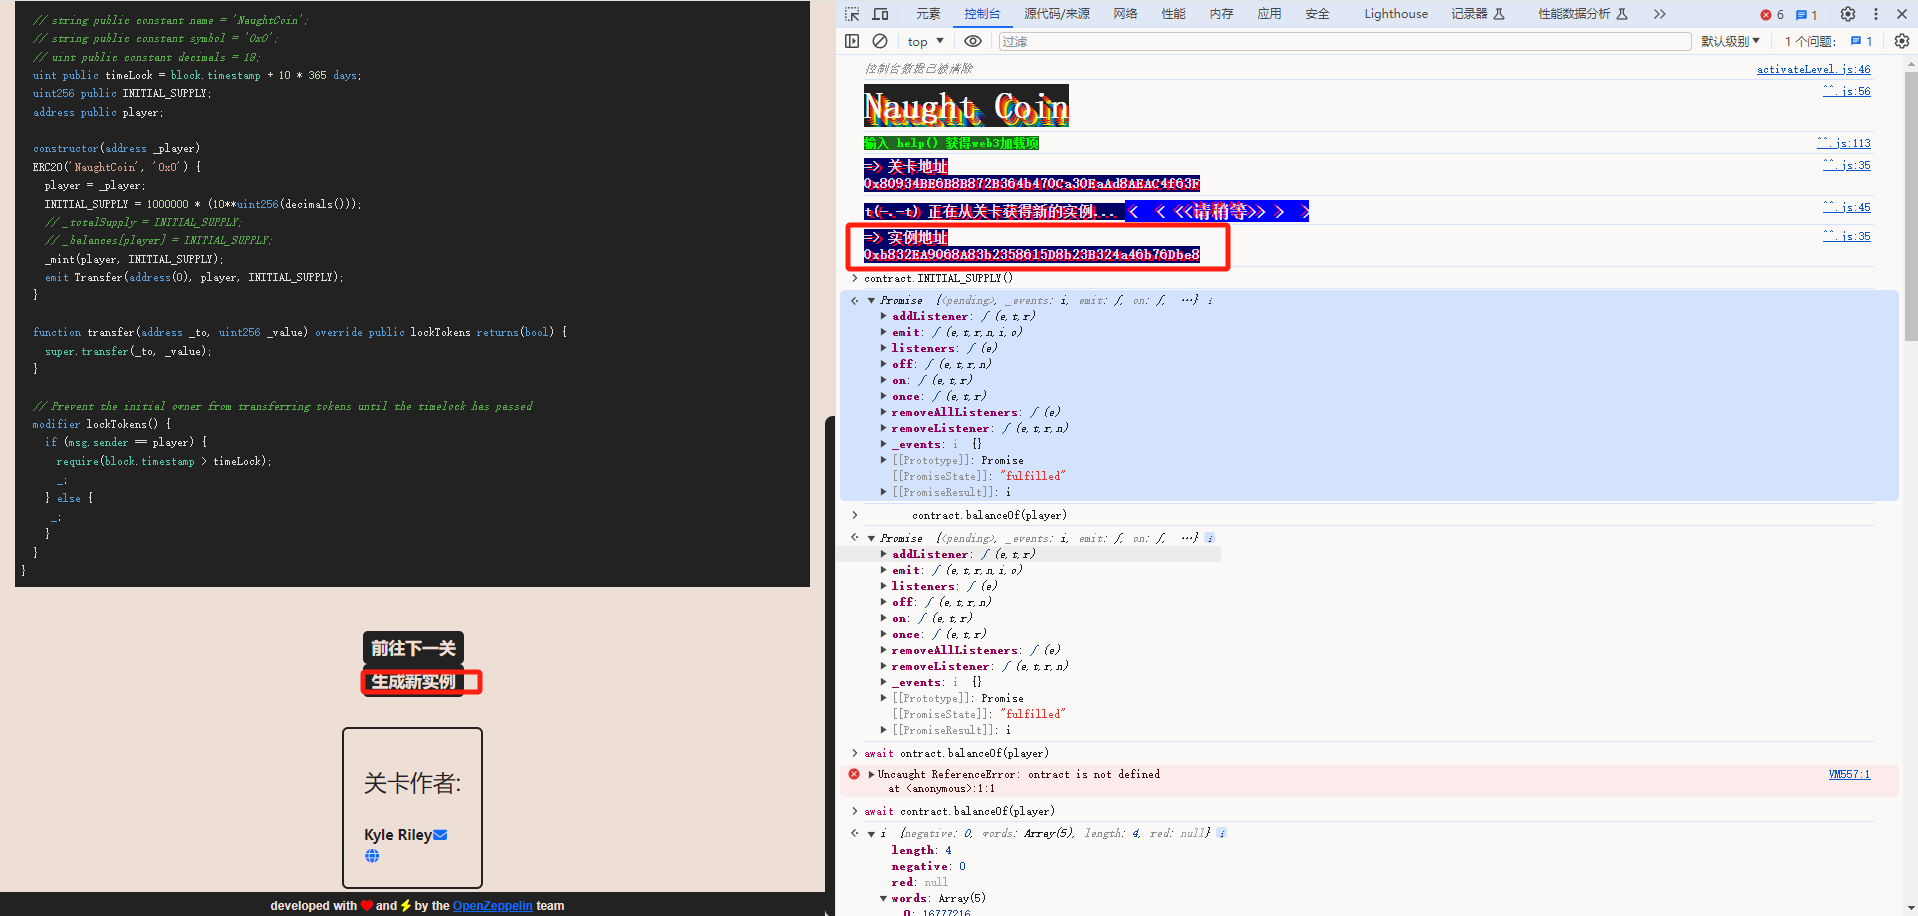 // string public constant name = 'NaughtCoin';
// string public constant symbol = '0x0';
// uint public constant decimals = 18;
uint public timeLock = block.timestamp + 10 * 365 days;
uint256 public INITIAL_SUPPLY;
address public player;
constructor(address _player)
ERC20('NaughtCoin', '0x0') {
player = _player;
INITIAL_SUPPLY = 1000000 * (10**uint256(decimals()));
// _totalSupply = INITIAL_SUPPLY;
// _balances[player] = INITIAL_SUPPLY;
_mint(player, INITIAL_SUPPLY);
emit Transfer(address(0), player, INITIAL_SUPPLY);
}
function transfer(address _to, uint256 _value) override public lockTokens returns(bool) {
super.transfer(_to, _value);
}
// Prevent the initial owner from transferring tokens until the timelock has passed
modifier lockTokens() {
if (msg.sender == player) {
require(block.timestamp > timeLock);
_;
} else {
_;
}
}
}
前往下一关
生成新实例
关卡作者:
Kyle Riley
developed with and by the OpenZeppelin team
元素 控制台 源代码/来源 网络 性能 内存 应用 安全 Lighthouse 记录器 性能数据分析 6 1
top 过滤 默认级别 1 个问题: 1
控制台数据已被清除 activateLevel.js:46
Naught Coin ^^.js:56
输入 help() 获得web3加载项 ^^.js:113
=> 关卡地址 ^^.js:35
0x80934BE6B8B872B364b470Ca30EaAd8AEAC4f63F
t(-.-t) 正在从关卡获得新的实例... < < <<请稍等>> > > ^^.js:45
=> 实例地址 ^^.js:35
0xb832EA9068A83b2358615D8b23B324a46b76Dbe8
> contract.INITIAL_SUPPLY()
Promise {<pending>, _events: i, emit: ƒ, on: ƒ, …} i
addListener: ƒ (e,t,r)
emit: ƒ (e,t,r,n,i,o)
listeners: ƒ (e)
off: ƒ (e,t,r,n)
on: ƒ (e,t,r)
once: ƒ (e,t,r)
removeAllListeners: ƒ (e)
removeListener: ƒ (e,t,r,n)
_events: i {}
[[Prototype]]: Promise
[[PromiseState]]: "fulfilled"
[[PromiseResult]]: i
> contract.balanceOf(player)
Promise {<pending>, _events: i, emit: ƒ, on: ƒ, …} i
addListener: ƒ (e,t,r)
emit: ƒ (e,t,r,n,i,o)
listeners: ƒ (e)
off: ƒ (e,t,r,n)
on: ƒ (e,t,r)
once: ƒ (e,t,r)
removeAllListeners: ƒ (e)
removeListener: ƒ (e,t,r,n)
_events: i {}
[[Prototype]]: Promise
[[PromiseState]]: "fulfilled"
[[PromiseResult]]: i
> await ontract.balanceOf(player)
Uncaught ReferenceError: ontract is not defined VM557:1
at <anonymous>:1:1
> await contract.balanceOf(player)
i {negative: 0, words: Array(5), length: 4, red: null} i
length: 4
negative: 0
red: null
words: Array(5)
0: 16777216